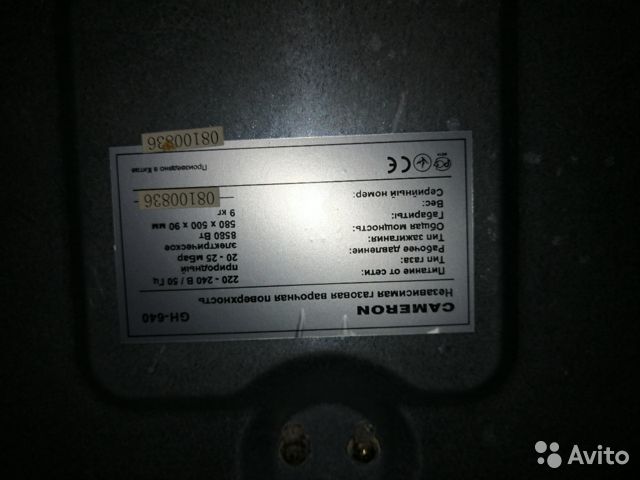 CAMERON GH-640
Независимая газовая варочная поверхность
Питание от сети: 220 - 240 В / 50 Гц
Тип газа: природный
Рабочее давление: 20 - 25 мБар
Тип зажигания: электрическое
Общая мощность: 8580 Вт
Габариты: 580 x 500 x 90 мм
Вес: 9 кг
Серийный номер: 08100836
Произведено в Китае
08100836
Avito